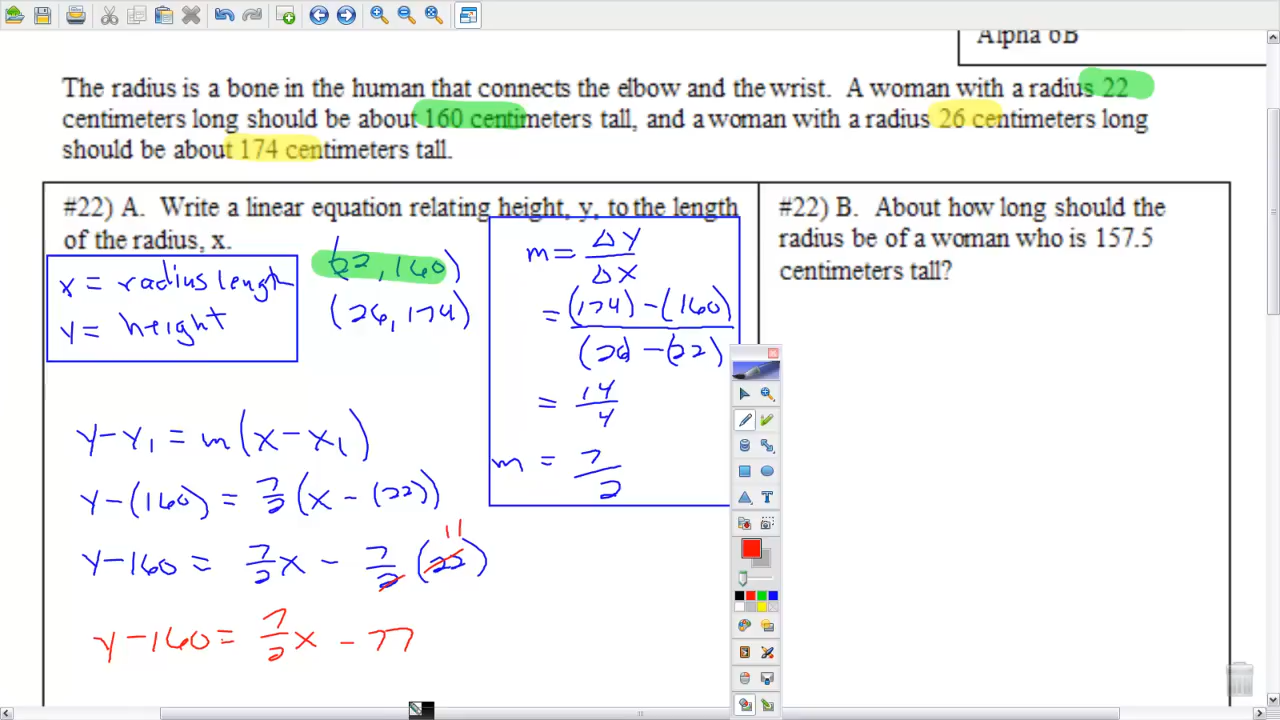 Alpha 6B
The radius is a bone in the human that connects the elbow and the wrist. A woman with a radius 22
centimeters long should be about 160 centimeters tall, and a woman with a radius 26 centimeters long
should be about 174 centimeters tall.
#22) A. Write a linear equation relating height, y, to the length
of the radius, x.
x = radius length
y = height
(22, 160)
(26, 174)
m = ΔY/ΔX
= (174) - (160)/(26) - (22)
= 14/4
m = 7/2
y - y₁ = m(x - x₁)
y - (160) = 7/2 (x - (22))
y - 160 = 7/2 x - 7/2 (22)
11
y - 160 = 7/2 x - 77
#22) B. About how long should the
radius be of a woman who is 157.5
centimeters tall?